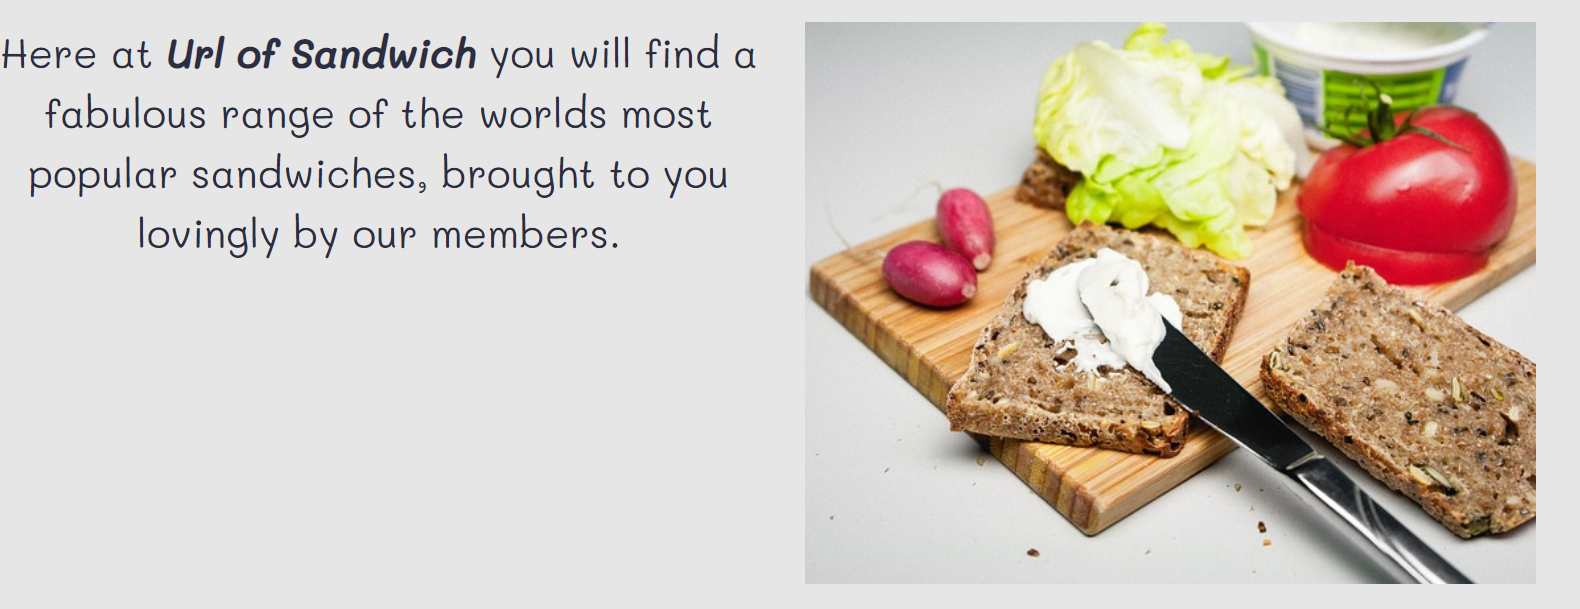 Here at Url of Sandwich you will find a
fabulous range of the worlds most
popular sandwiches, brought to you
lovingly by our members.